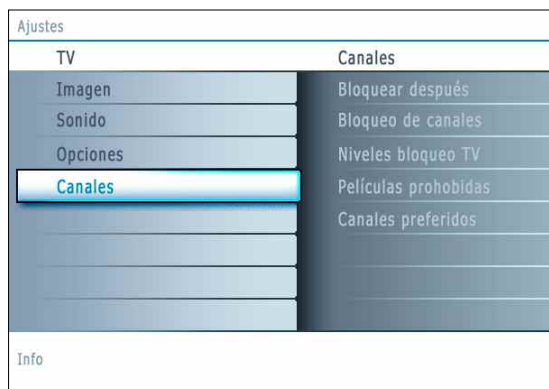 Ajustes
TV
Imagen
Sonido
Opciones
Canales
Canales
Bloquear después
Bloqueo de canales
Niveles bloqueo TV
Películas prohibidas
Canales preferidos
Info